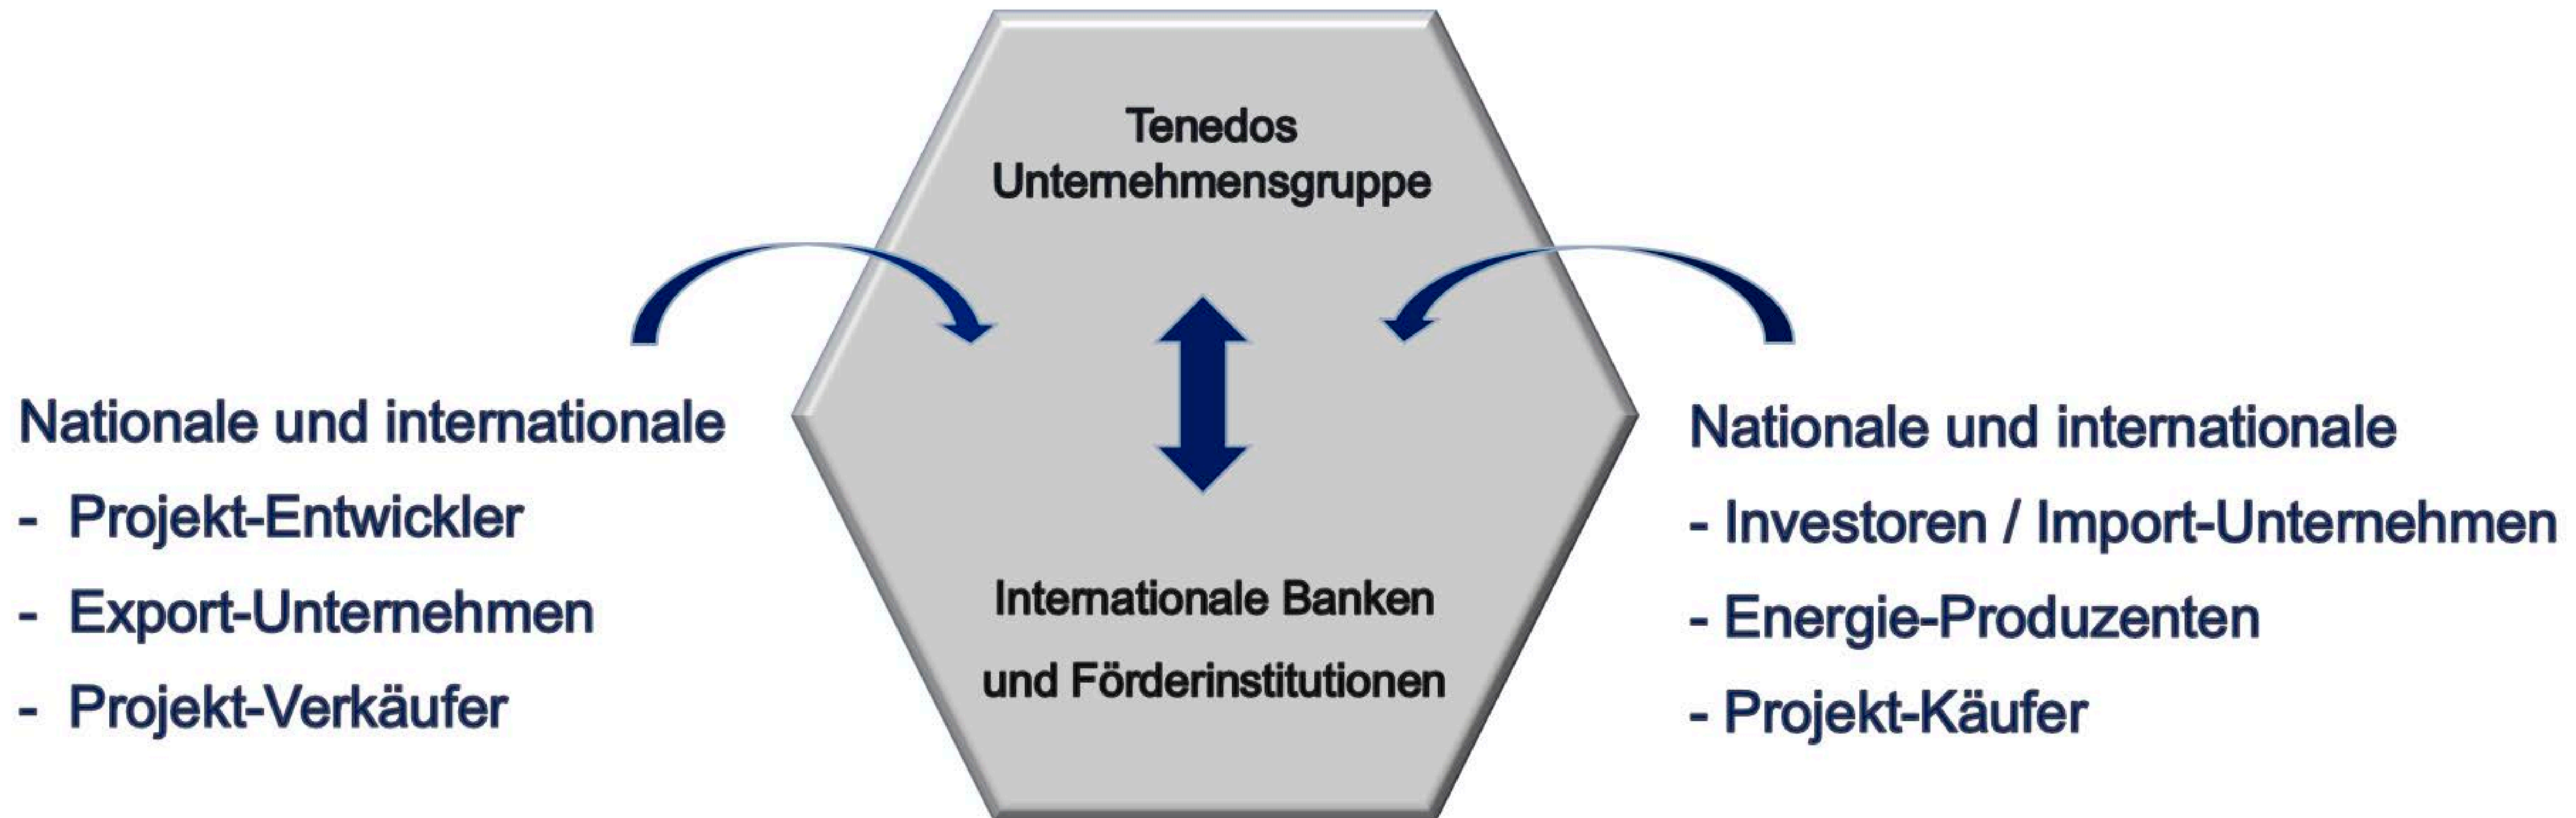 Tenedos
Unternehmensgruppe
Internationale Banken
und Förderinstitutionen
Nationale und internationale
- Projekt-Entwickler
- Export-Unternehmen
- Projekt-Verkäufer
Nationale und internationale
- Investoren / Import-Unternehmen
- Energie-Produzenten
- Projekt-Käufer